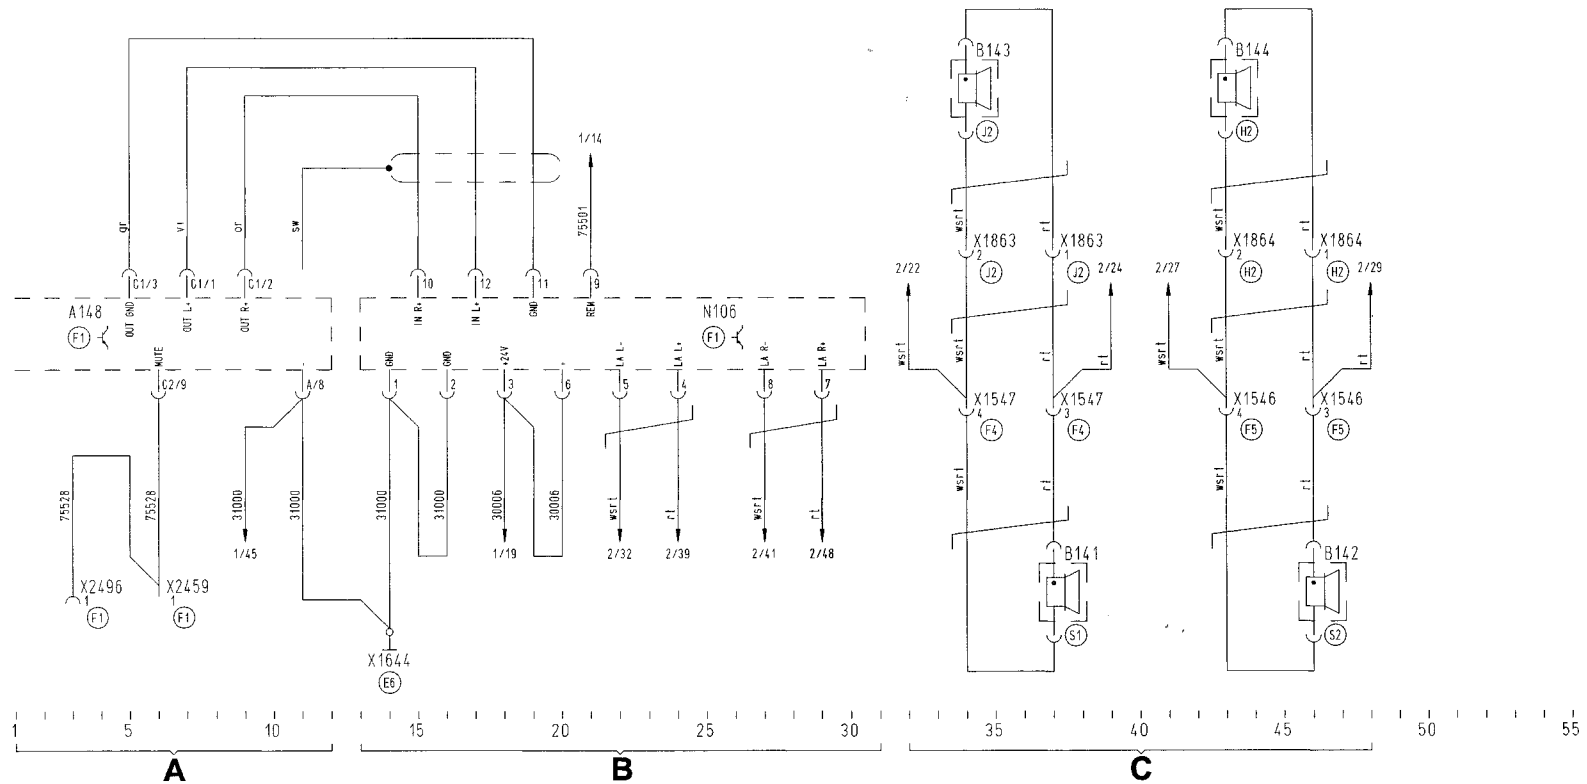 B143
B144
J2
H2
1/14
gr
vi
or
sw
75501
wsrt
rt
wsrt
rt
X1863
2
J2
X1863
1
J2
X1864
2
H2
X1864
1
H2
2/22
2/24
2/27
2/29
C1/3
C1/1
C1/2
10
12
11
9
A148
F1
OUT GND
OUT L+
OUT R+
IN R+
IN L+
GND
REM
N106
F1
MUTE
GND
GND
+24V
LA L-
LA L+
LA R-
LA R+
wsrt
wsrt
rt
rt
wsrt
wsrt
rt
rt
C2/9
A/8
1
2
3
6
5
4
8
7
X1547
4
F4
X1547
3
F4
X1546
4
F5
X1546
3
F5
75528
75528
31000
31000
31000
31000
30006
30006
wsrt
rt
wsrt
rt
wsrt
rt
wsrt
rt
1/45
1/19
2/32
2/39
2/41
2/48
B141
B142
X2496
1
F1
X2459
1
F1
S1
S2
X1644
E6
1 5 10 15 20 25 30 35 40 45 50 55
A B C